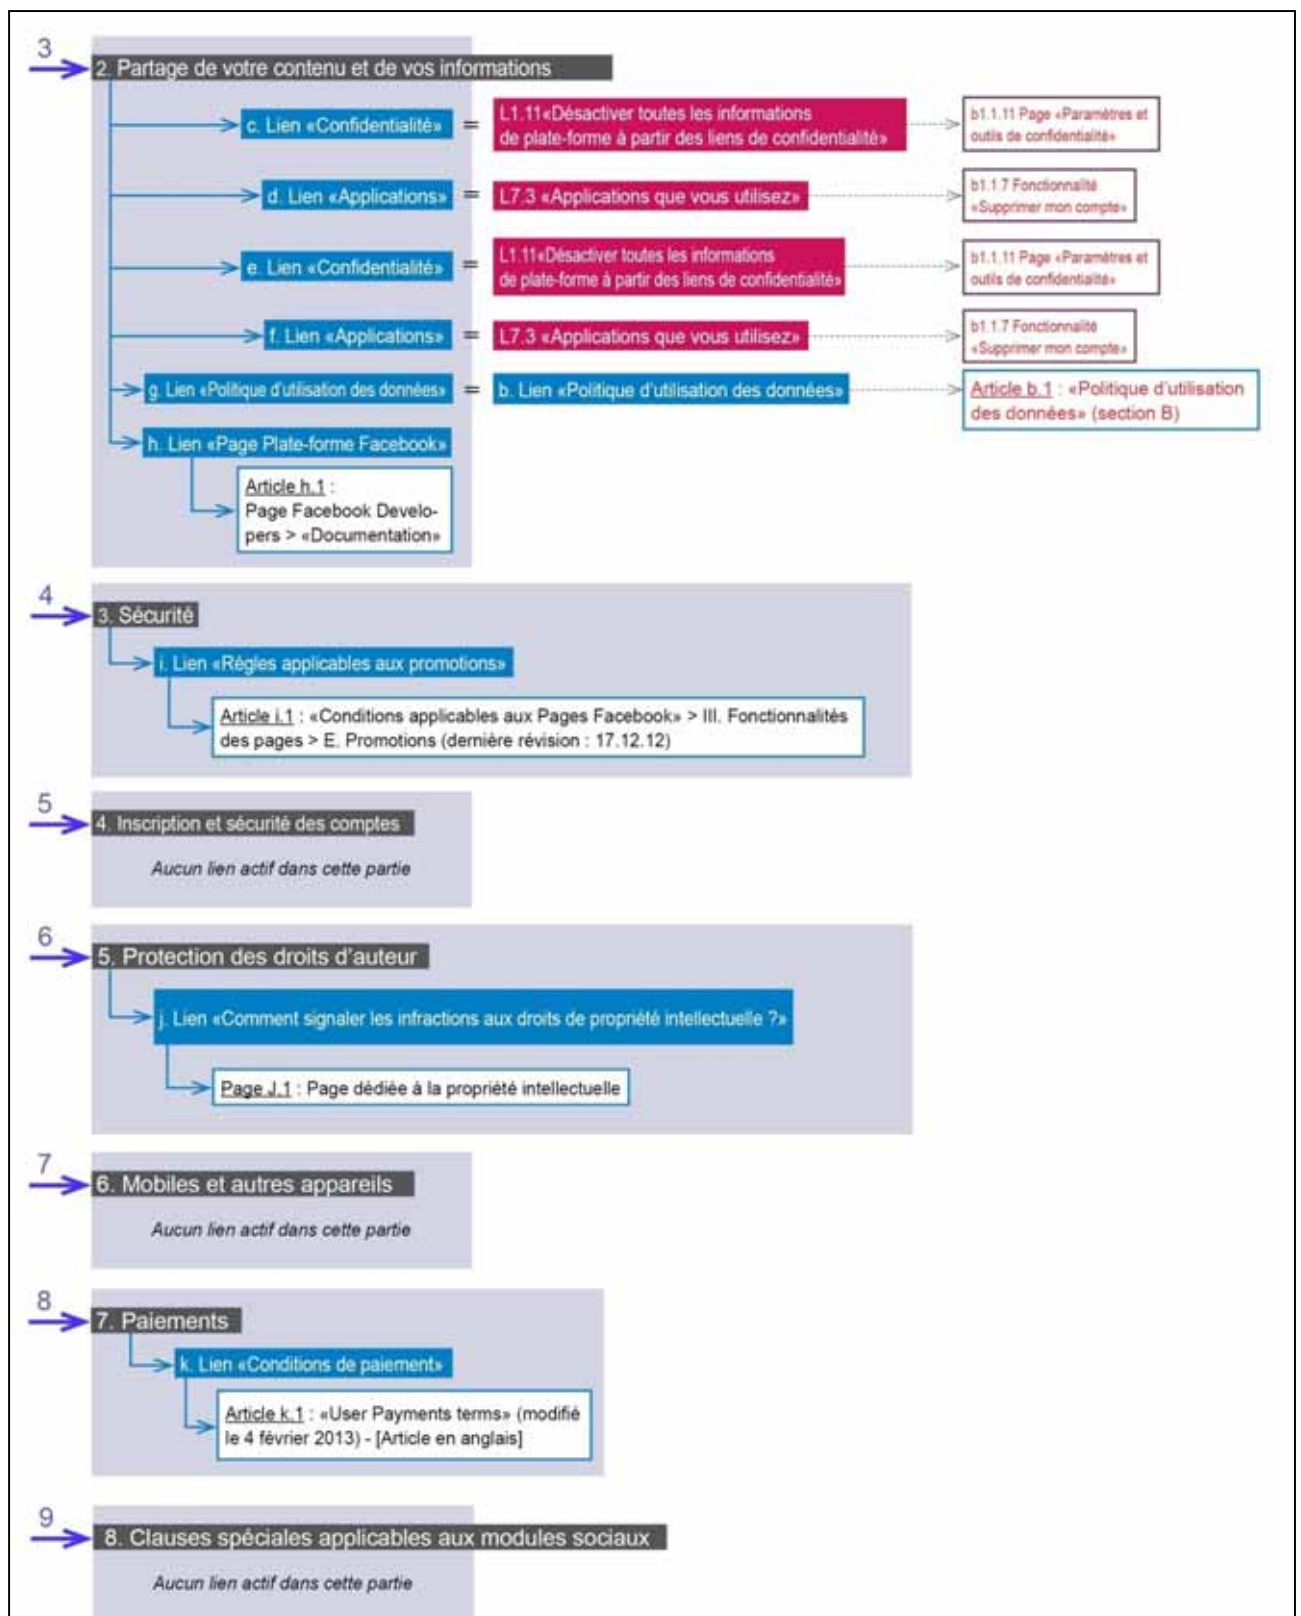 3
2. Partage de votre contenu et de vos informations
c. Lien «Confidentialité» = L1.11«Désactiver toutes les informations
de plate-forme à partir des liens de confidentialité»
b1.1.11 Page «Paramètres et
outils de confidentialité»
d. Lien «Applications» = L7.3 «Applications que vous utilisez»
b1.1.7 Fonctionnalité
«Supprimer mon compte»
e. Lien «Confidentialité» = L1.11«Désactiver toutes les informations
de plate-forme à partir des liens de confidentialité»
b1.1.11 Page «Paramètres et
outils de confidentialité»
f. Lien «Applications» = L7.3 «Applications que vous utilisez»
b1.1.7 Fonctionnalité
«Supprimer mon compte»
g. Lien «Politique d'utilisation des données» = b. Lien «Politique d'utilisation des données»
Article b.1 : «Politique d'utilisation
des données» (section B)
h. Lien «Page Plate-forme Facebook»
Article h.1 :
Page Facebook Develo-
pers > «Documentation»
4
3. Sécurité
i. Lien «Règles applicables aux promotions»
Article i.1 : «Conditions applicables aux Pages Facebook» > III. Fonctionnalités
des pages > E. Promotions (dernière révision : 17.12.12)
5
4. Inscription et sécurité des comptes
Aucun lien actif dans cette partie
6
5. Protection des droits d'auteur
j. Lien «Comment signaler les infractions aux droits de propriété intellectuelle ?»
Page J.1 : Page dédiée à la propriété intellectuelle
7
6. Mobiles et autres appareils
Aucun lien actif dans cette partie
8
7. Paiements
k. Lien «Conditions de paiement»
Article k.1 : «User Payments terms» (modifié
le 4 février 2013) - [Article en anglais]
9
8. Clauses spéciales applicables aux modules sociaux
Aucun lien actif dans cette partie